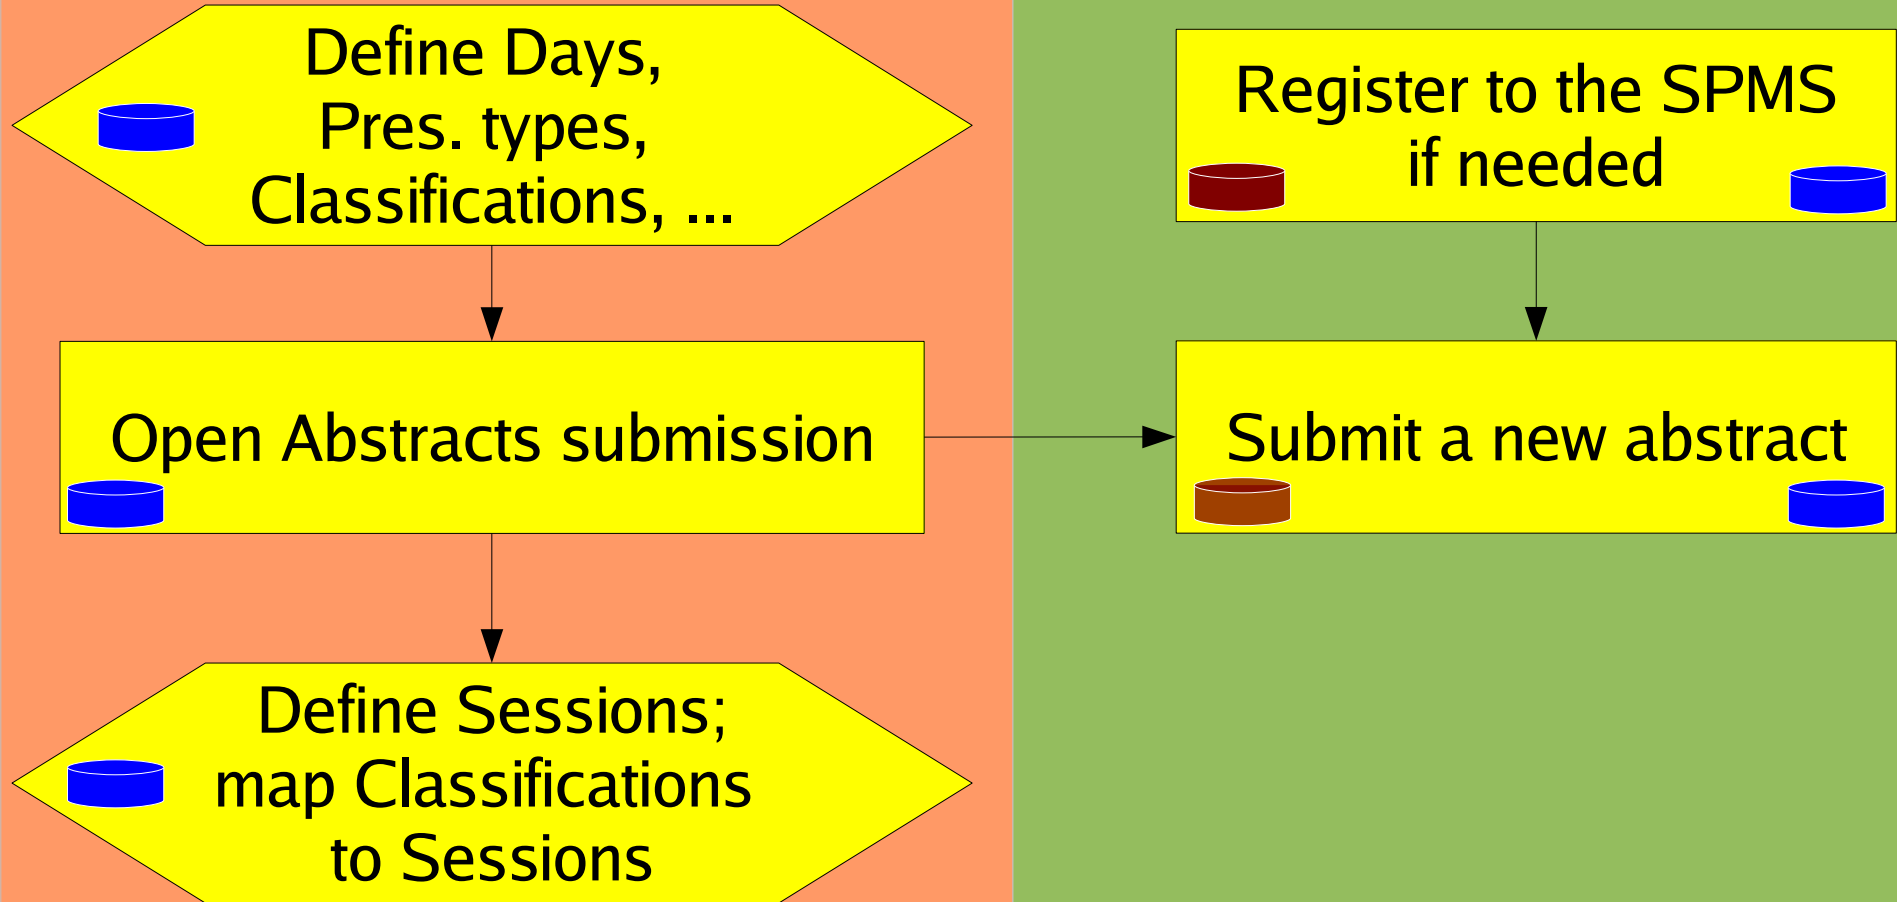 Define Days,
Pres. types,
Classifications, ...
Register to the SPMS
if needed
Open Abstracts submission
Submit a new abstract
Define Sessions;
map Classifications
to Sessions